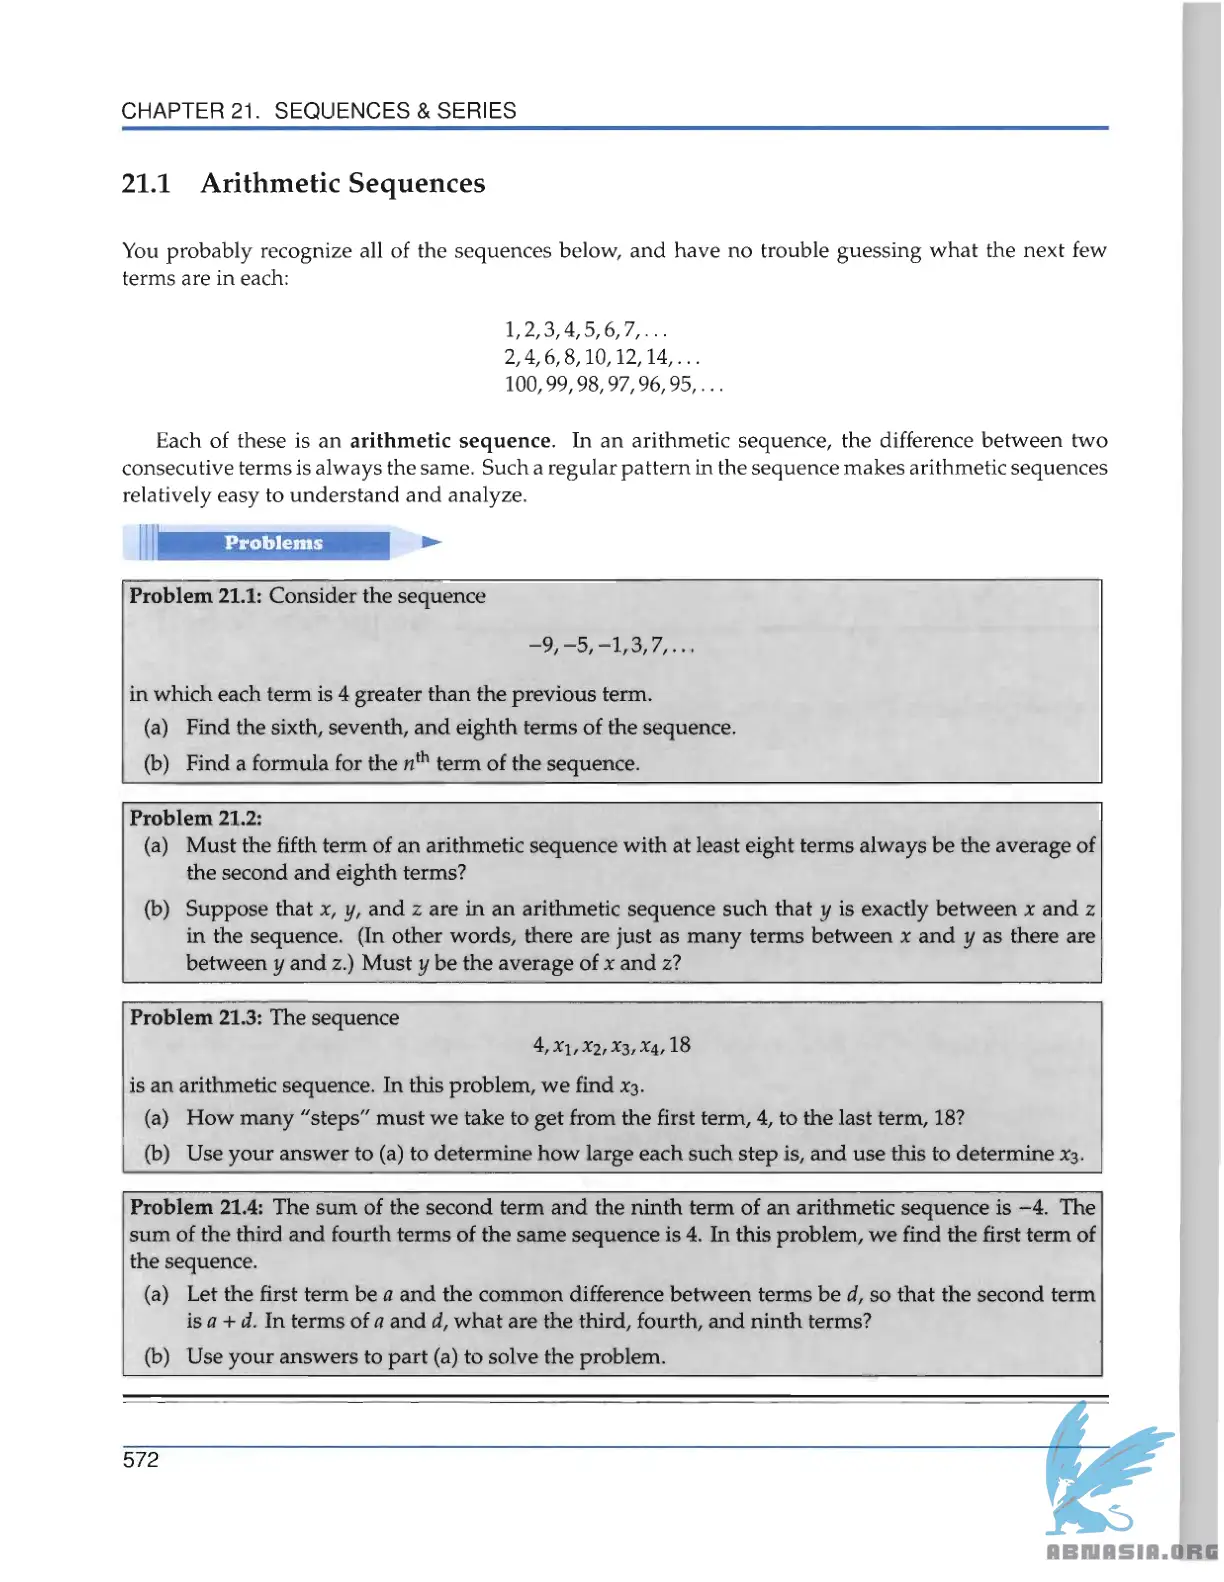 CHAPTER 21. SEQUENCES & SERIES
21.1 Arithmetic Sequences
You probably recognize all of the sequences below, and have no trouble guessing what the next few
terms are in each:
1, 2, 3, 4, 5, 6, 7, . . .
2, 4, 6, 8, 10, 12, 14, . . .
100, 99, 98, 97, 96, 95, . . .
Each of these is an arithmetic sequence. In an arithmetic sequence, the difference between two
consecutive terms is always the same. Such a regular pattern in the sequence makes arithmetic sequences
relatively easy to understand and analyze.
Problems
Problem 21.1: Consider the sequence
−9, −5, −1, 3, 7, . . .
in which each term is 4 greater than the previous term.
(a) Find the sixth, seventh, and eighth terms of the sequence.
(b) Find a formula for the nᵗʰ term of the sequence.
Problem 21.2:
(a) Must the fifth term of an arithmetic sequence with at least eight terms always be the average of
the second and eighth terms?
(b) Suppose that x, y, and z are in an arithmetic sequence such that y is exactly between x and z
in the sequence. (In other words, there are just as many terms between x and y as there are
between y and z.) Must y be the average of x and z?
Problem 21.3: The sequence
4, x₁, x₂, x₃, x₄, 18
is an arithmetic sequence. In this problem, we find x₃.
(a) How many "steps" must we take to get from the first term, 4, to the last term, 18?
(b) Use your answer to (a) to determine how large each such step is, and use this to determine x₃.
Problem 21.4: The sum of the second term and the ninth term of an arithmetic sequence is −4. The
sum of the third and fourth terms of the same sequence is 4. In this problem, we find the first term of
the sequence.
(a) Let the first term be a and the common difference between terms be d, so that the second term
is a + d. In terms of a and d, what are the third, fourth, and ninth terms?
(b) Use your answers to part (a) to solve the problem.
572
ABNASIA.ORG